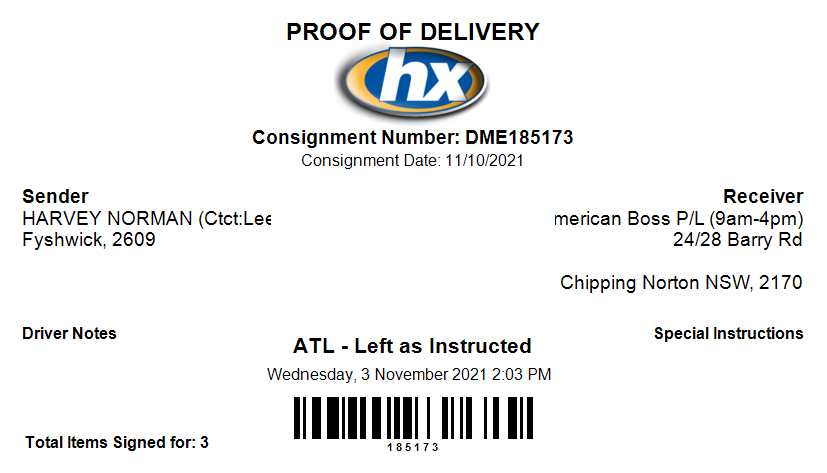 PROOF OF DELIVERY
hx
Consignment Number: DME185173
Consignment Date: 11/10/2021
Sender
HARVEY NORMAN (Ctct:Lee
Fyshwick, 2609
Receiver
merican Boss P/L (9am-4pm)
24/28 Barry Rd
Chipping Norton NSW, 2170
Driver Notes
ATL - Left as Instructed
Wednesday, 3 November 2021 2:03 PM
Special Instructions
185173
Total Items Signed for: 3